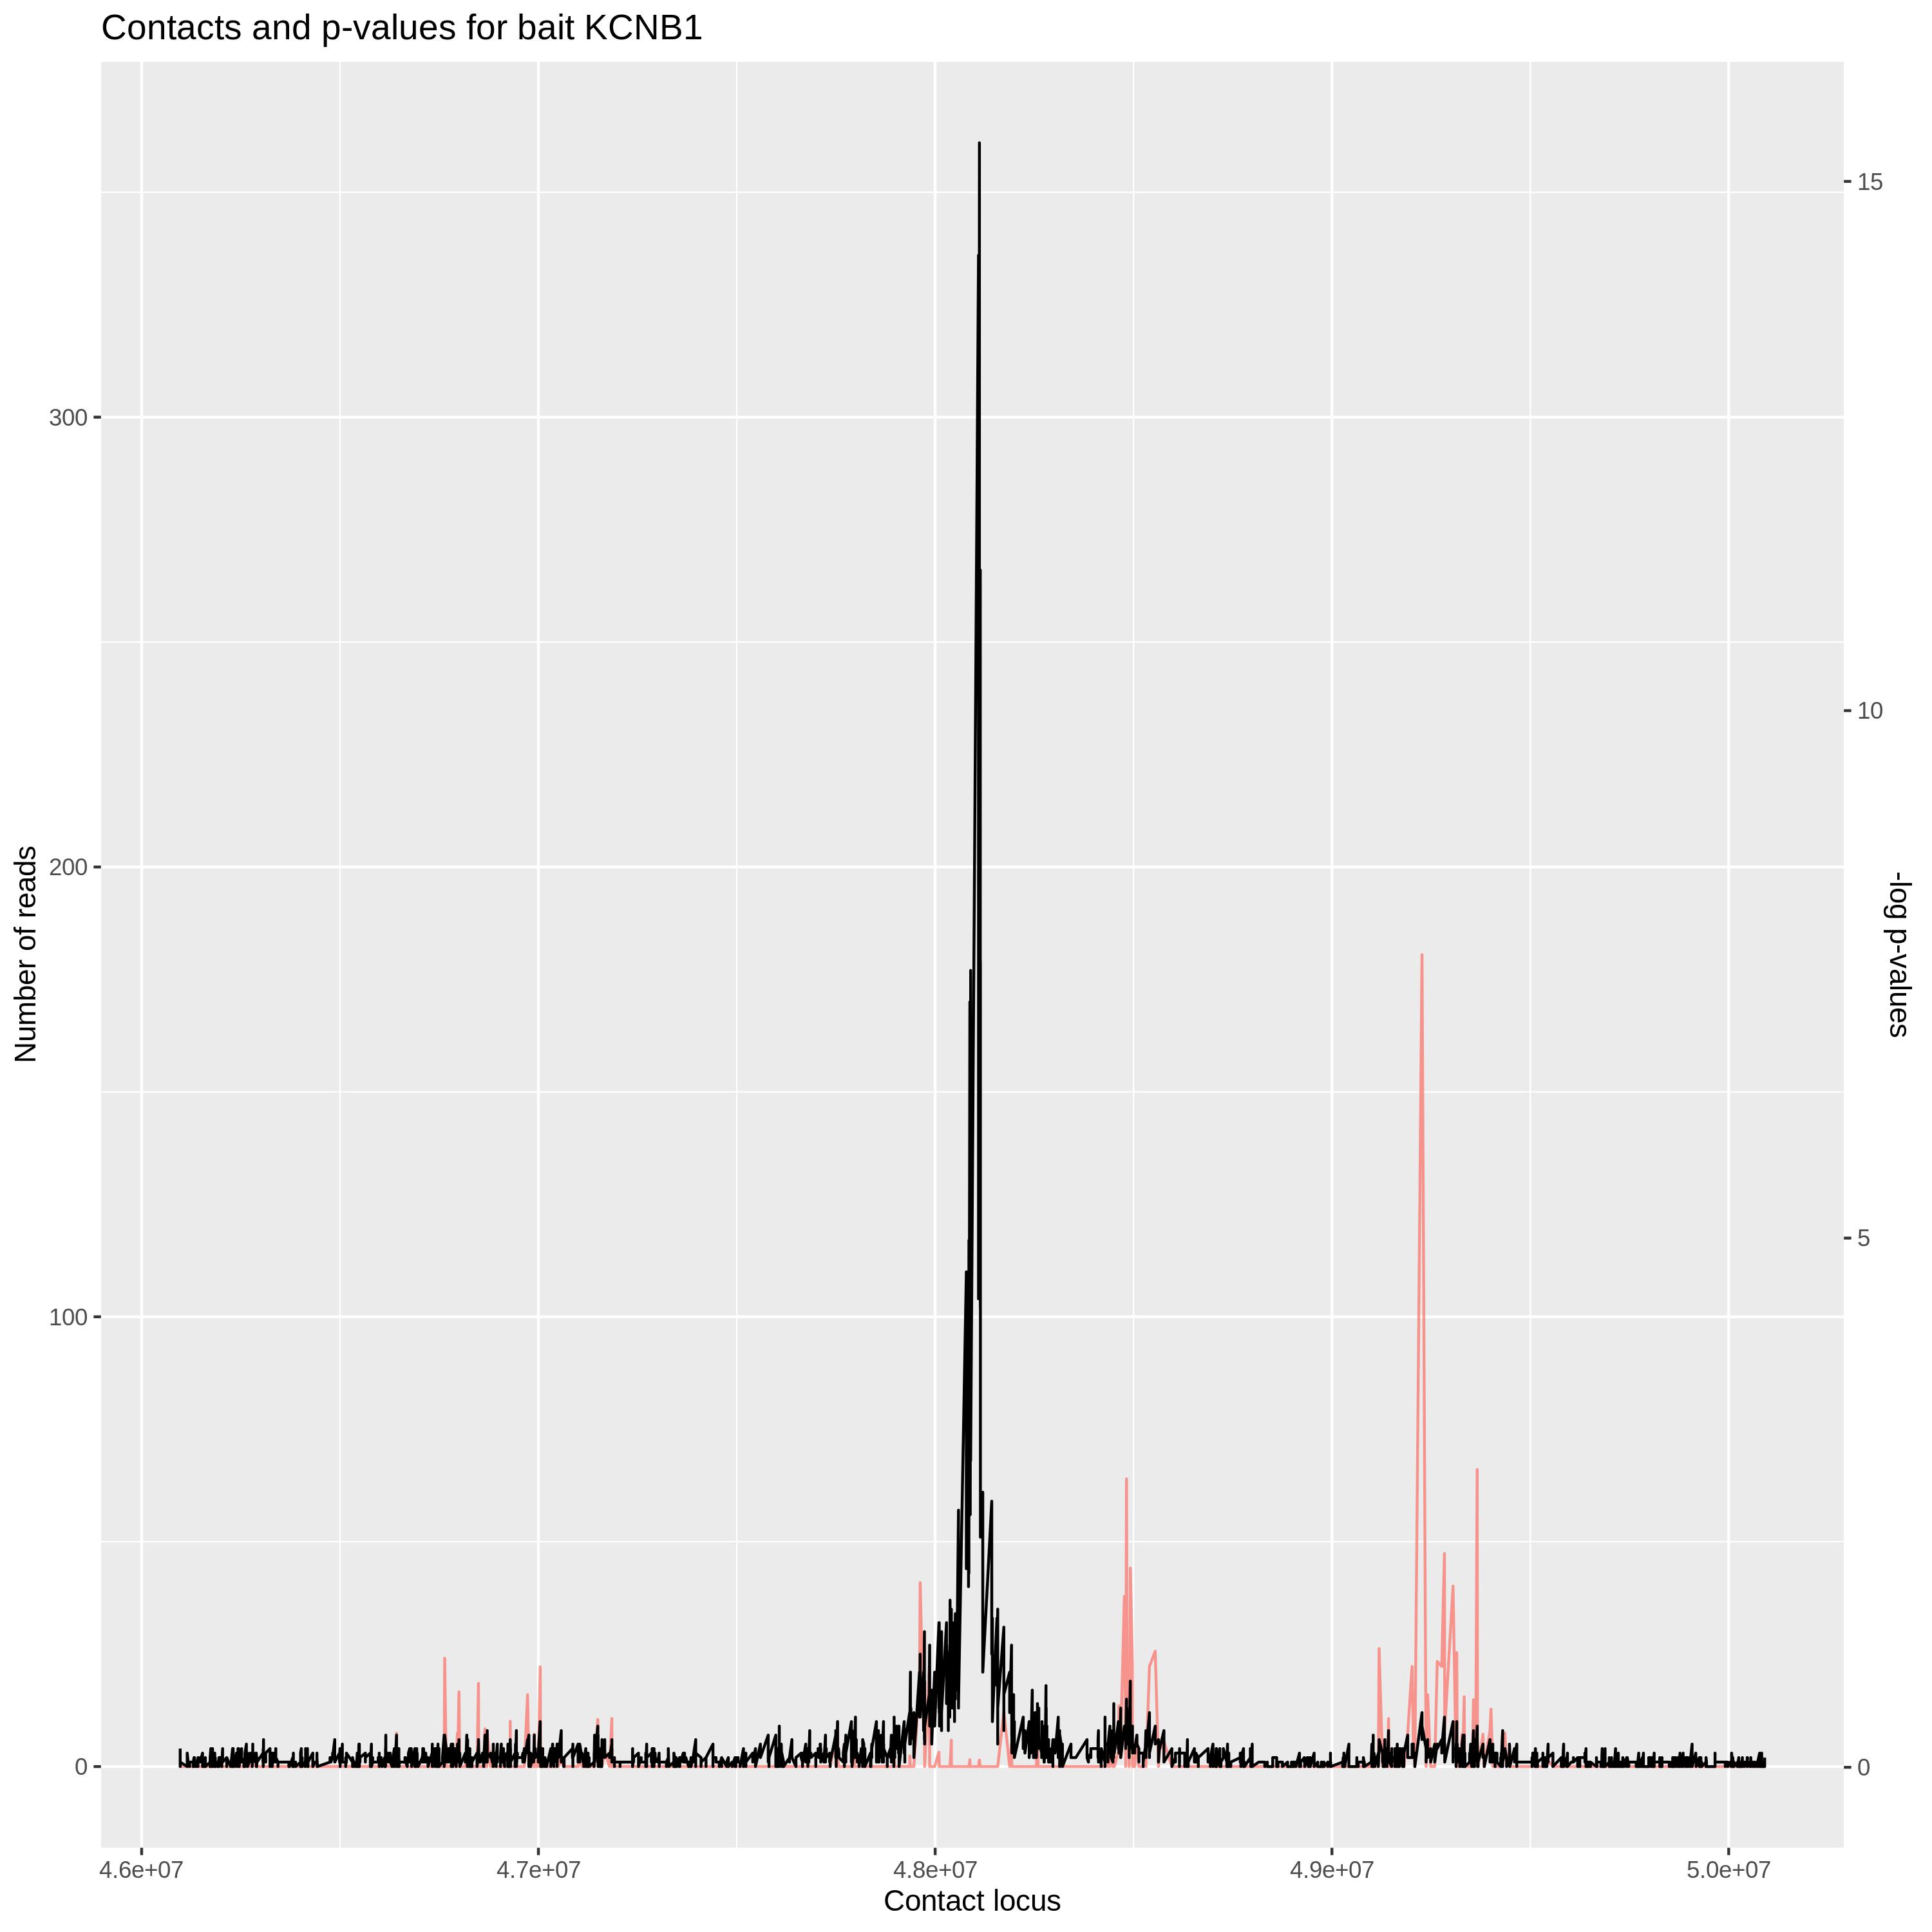 Contacts and p-values for bait KCNB1
Number of reads
300
200
100
0
15
10
5
0
-log p-values
4.6e+07
4.7e+07
4.8e+07
4.9e+07
5.0e+07
Contact locus